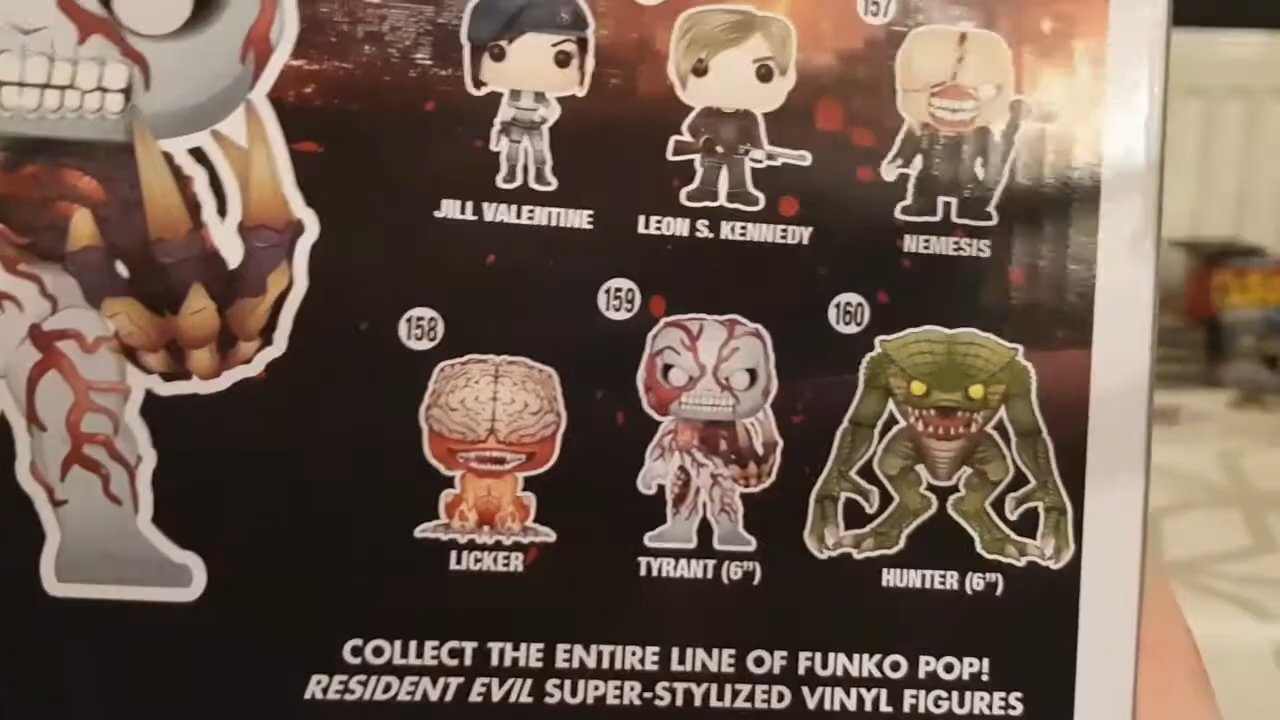 157
JILL VALENTINE
LEON S. KENNEDY
NEMESIS
158
159
160
LICKER
TYRANT (6”)
HUNTER (6”)
COLLECT THE ENTIRE LINE OF FUNKO POP!
RESIDENT EVIL SUPER-STYLIZED VINYL FIGURES